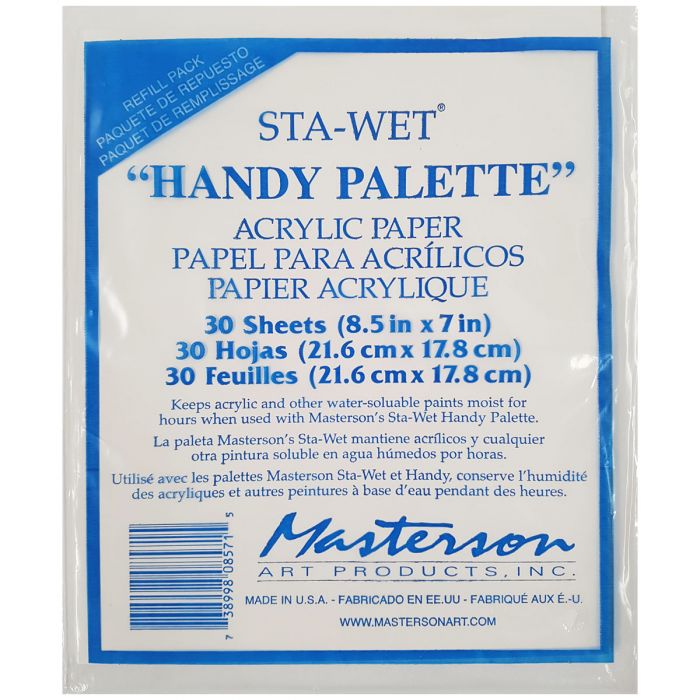 REFILL PACK
PAQUETE DE REPUESTO
PAQUET DE REMPLISSAGE
STA-WET®
“HANDY PALETTE”
ACRYLIC PAPER
PAPEL PARA ACRÍLICOS
PAPIER ACRYLIQUE
30 Sheets (8.5 in x 7 in)
30 Hojas (21.6 cm x 17.8 cm)
30 Feuilles (21.6 cm x 17.8 cm)
Keeps acrylic and other water-soluable paints moist for
hours when used with Masterson's Sta-Wet Handy Palette.
La paleta Masterson's Sta-Wet mantiene acrílicos y cualquier
otra pintura soluble en agua húmedos por horas.
Utilisé avec les palettes Masterson Sta-Wet et Handy, conserve l'humidité
des acryliques et autres peintures à base d'eau pendant des heures.
7 38998 08571 5
Masterson
ART PRODUCTS, INC.
MADE IN U.S.A. - FABRICADO EN EE.UU - FABRIQUÉ AUX É.-U.
WWW.MASTERSONART.COM